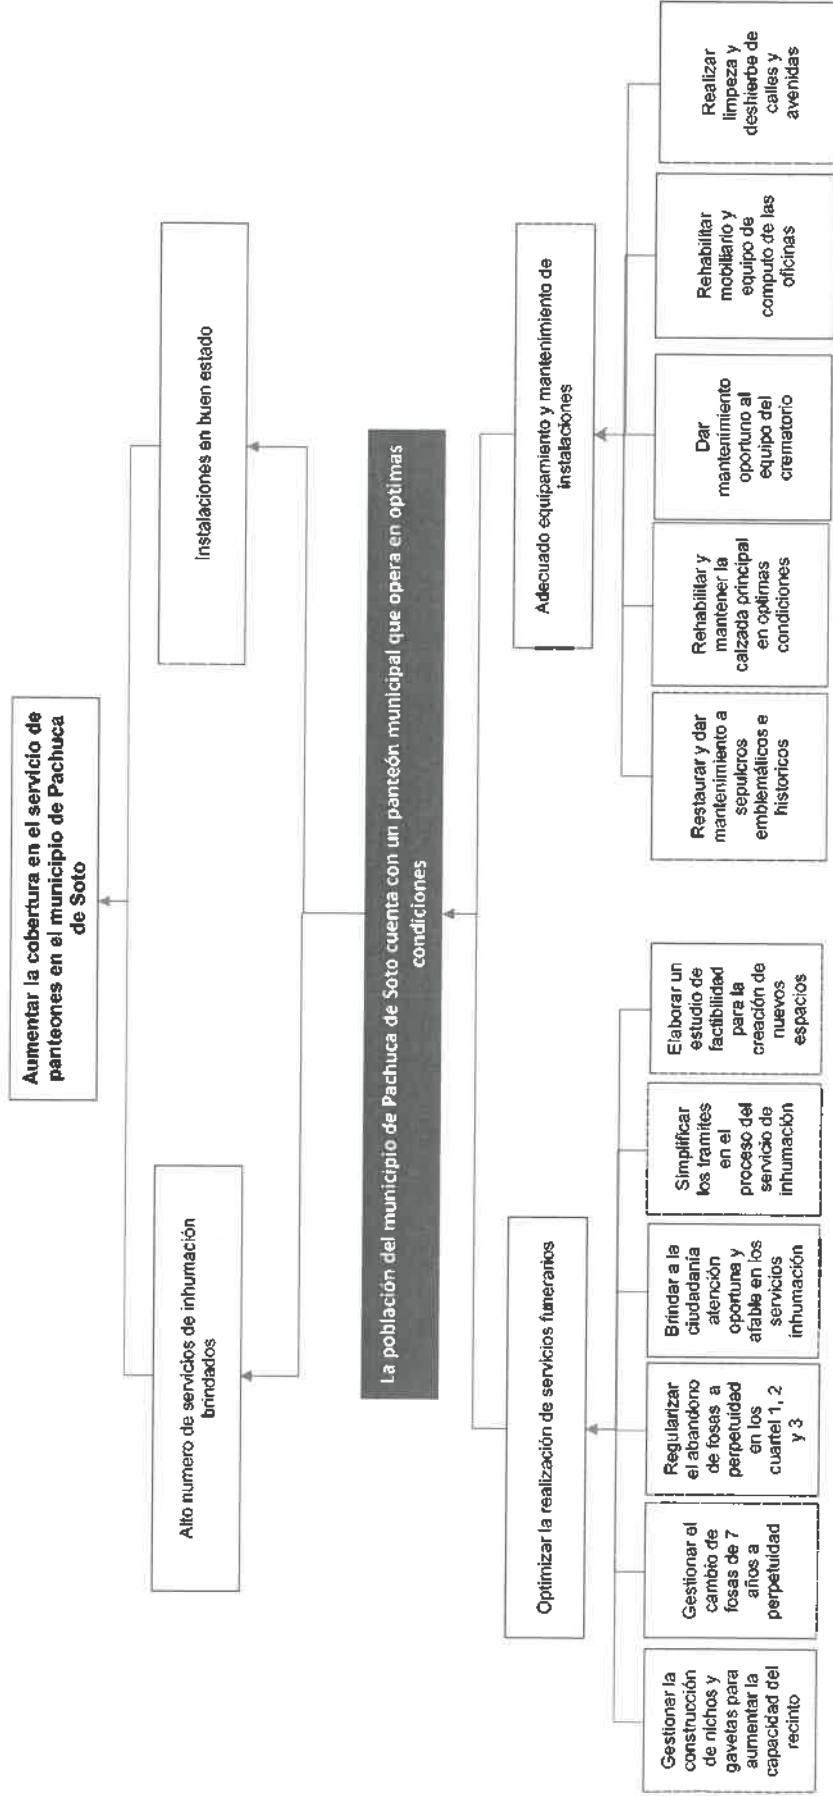 Aumentar la cobertura en el servicio de
panteones en el municipio de Pachuca
de Soto
Alto numero de servicios de inhumación
brindados
Instalaciones en buen estado
La población del municipio de Pachuca de Soto cuenta con un panteón municipal que opera en optimas
condiciones
Optimizar la realización de servicios funerarios
Adecuado equipamiento y mantenimiento de
instalaciones
Gestionar la
construcción
de nichos y
gavetas para
aumentar la
capacidad del
recinto
Gestionar el
cambio de
fosas de 7
años a
perpetuidad
Regularizar
el abandono
de fosas a
perpetuidad
en los
cuartel 1, 2
y 3
Brindar a la
ciudadanía
atención
oportuna y
afable en los
servicios
inhumación
Simplificar
los tramites
en el
proceso del
servicio de
inhumación
Elaborar un
estudio de
factibilidad
para la
creación de
nuevos
espacios
Restaurar y dar
mantenimiento a
sepulcros
emblemáticos e
historicos
Rehabilitar y
mantener la
calzada principal
en optimas
condiciones
Dar
mantenimiento
oportuno al
equipo del
crematorio
Rehabilitar
mobiliario y
equipo de
computo de las
oficinas
Realizar
limpeza y
deshierbe de
calles y
avenidas